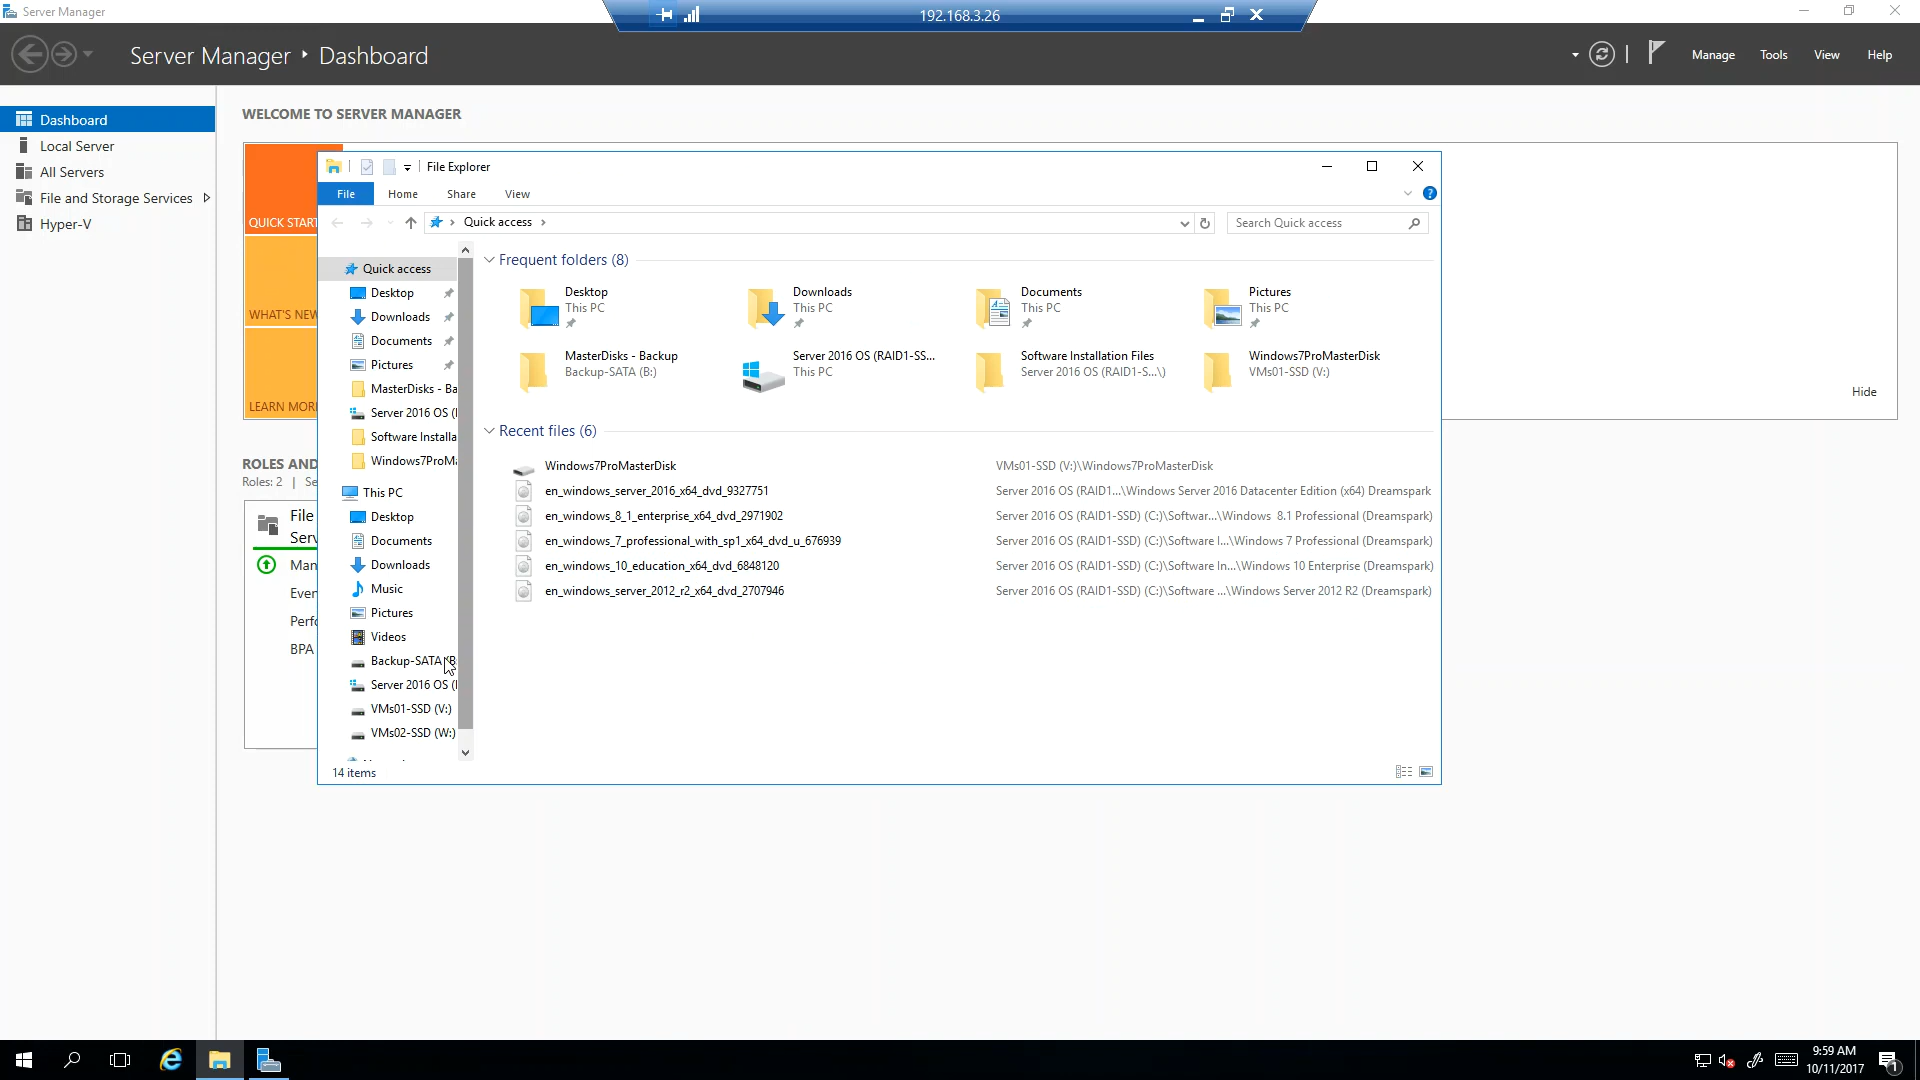 Server Manager
192.168.3.26
Server Manager
Dashboard
Manage
Tools
View
Help
Dashboard
Local Server
All Servers
File and Storage Services
Hyper-V
WELCOME TO SERVER MANAGER
QUICK START
WHAT'S NEW
LEARN MORE
Hide
ROLES AND
Roles: 2 | Se
File
Serv
Man
Even
Perfo
BPA
File Explorer
File
Home
Share
View
Quick access
Search Quick access
Quick access
Desktop
Downloads
Documents
Pictures
MasterDisks - Ba
Server 2016 OS (
Software Installa
Windows7ProMa
This PC
Desktop
Documents
Downloads
Music
Pictures
Videos
Backup-SATA (B
Server 2016 OS (
VMs01-SSD (V:)
VMs02-SSD (W:)
Frequent folders (8)
Desktop
This PC
Downloads
This PC
Documents
This PC
Pictures
This PC
MasterDisks - Backup
Backup-SATA (B:)
Server 2016 OS (RAID1-SS...
This PC
Software Installation Files
Server 2016 OS (RAID1-S...\)
Windows7ProMasterDisk
VMs01-SSD (V:)
Recent files (6)
Windows7ProMasterDisk VMs01-SSD (V:)\Windows7ProMasterDisk
en_windows_server_2016_x64_dvd_9327751 Server 2016 OS (RAID1...\Windows Server 2016 Datacenter Edition (x64) Dreamspark
en_windows_8_1_enterprise_x64_dvd_2971902 Server 2016 OS (RAID1-SSD) (C:)\Softwar...\Windows 8.1 Professional (Dreamspark)
en_windows_7_professional_with_sp1_x64_dvd_u_676939 Server 2016 OS (RAID1-SSD) (C:)\Software I...\Windows 7 Professional (Dreamspark)
en_windows_10_education_x64_dvd_6848120 Server 2016 OS (RAID1-SSD) (C:)\Software In...\Windows 10 Enterprise (Dreamspark)
en_windows_server_2012_r2_x64_dvd_2707946 Server 2016 OS (RAID1-SSD) (C:)\Software ...\Windows Server 2012 R2 (Dreamspark)
14 items
9:59 AM
10/11/2017
1